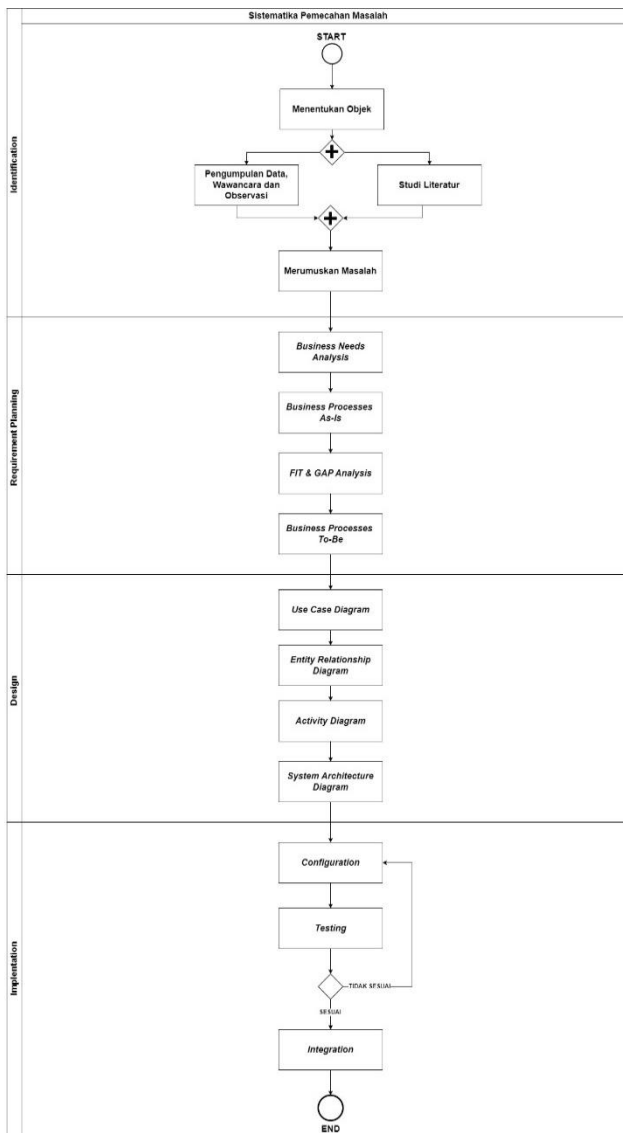 Sistematika Pemecahan Masalah
Identification
START
Menentukan Objek
Pengumpulan Data,
Wawancara dan
Observasi
Studi Literatur
Merumuskan Masalah
Requirement Planning
Business Needs
Analysis
Business Processes
As-Is
FIT & GAP Analysis
Business Processes
To-Be
Design
Use Case Diagram
Entity Relationship
Diagram
Activity Diagram
System Architecture
Diagram
Implentation
Configuration
Testing
TIDAK SESUAI
SESUAI
Integration
END